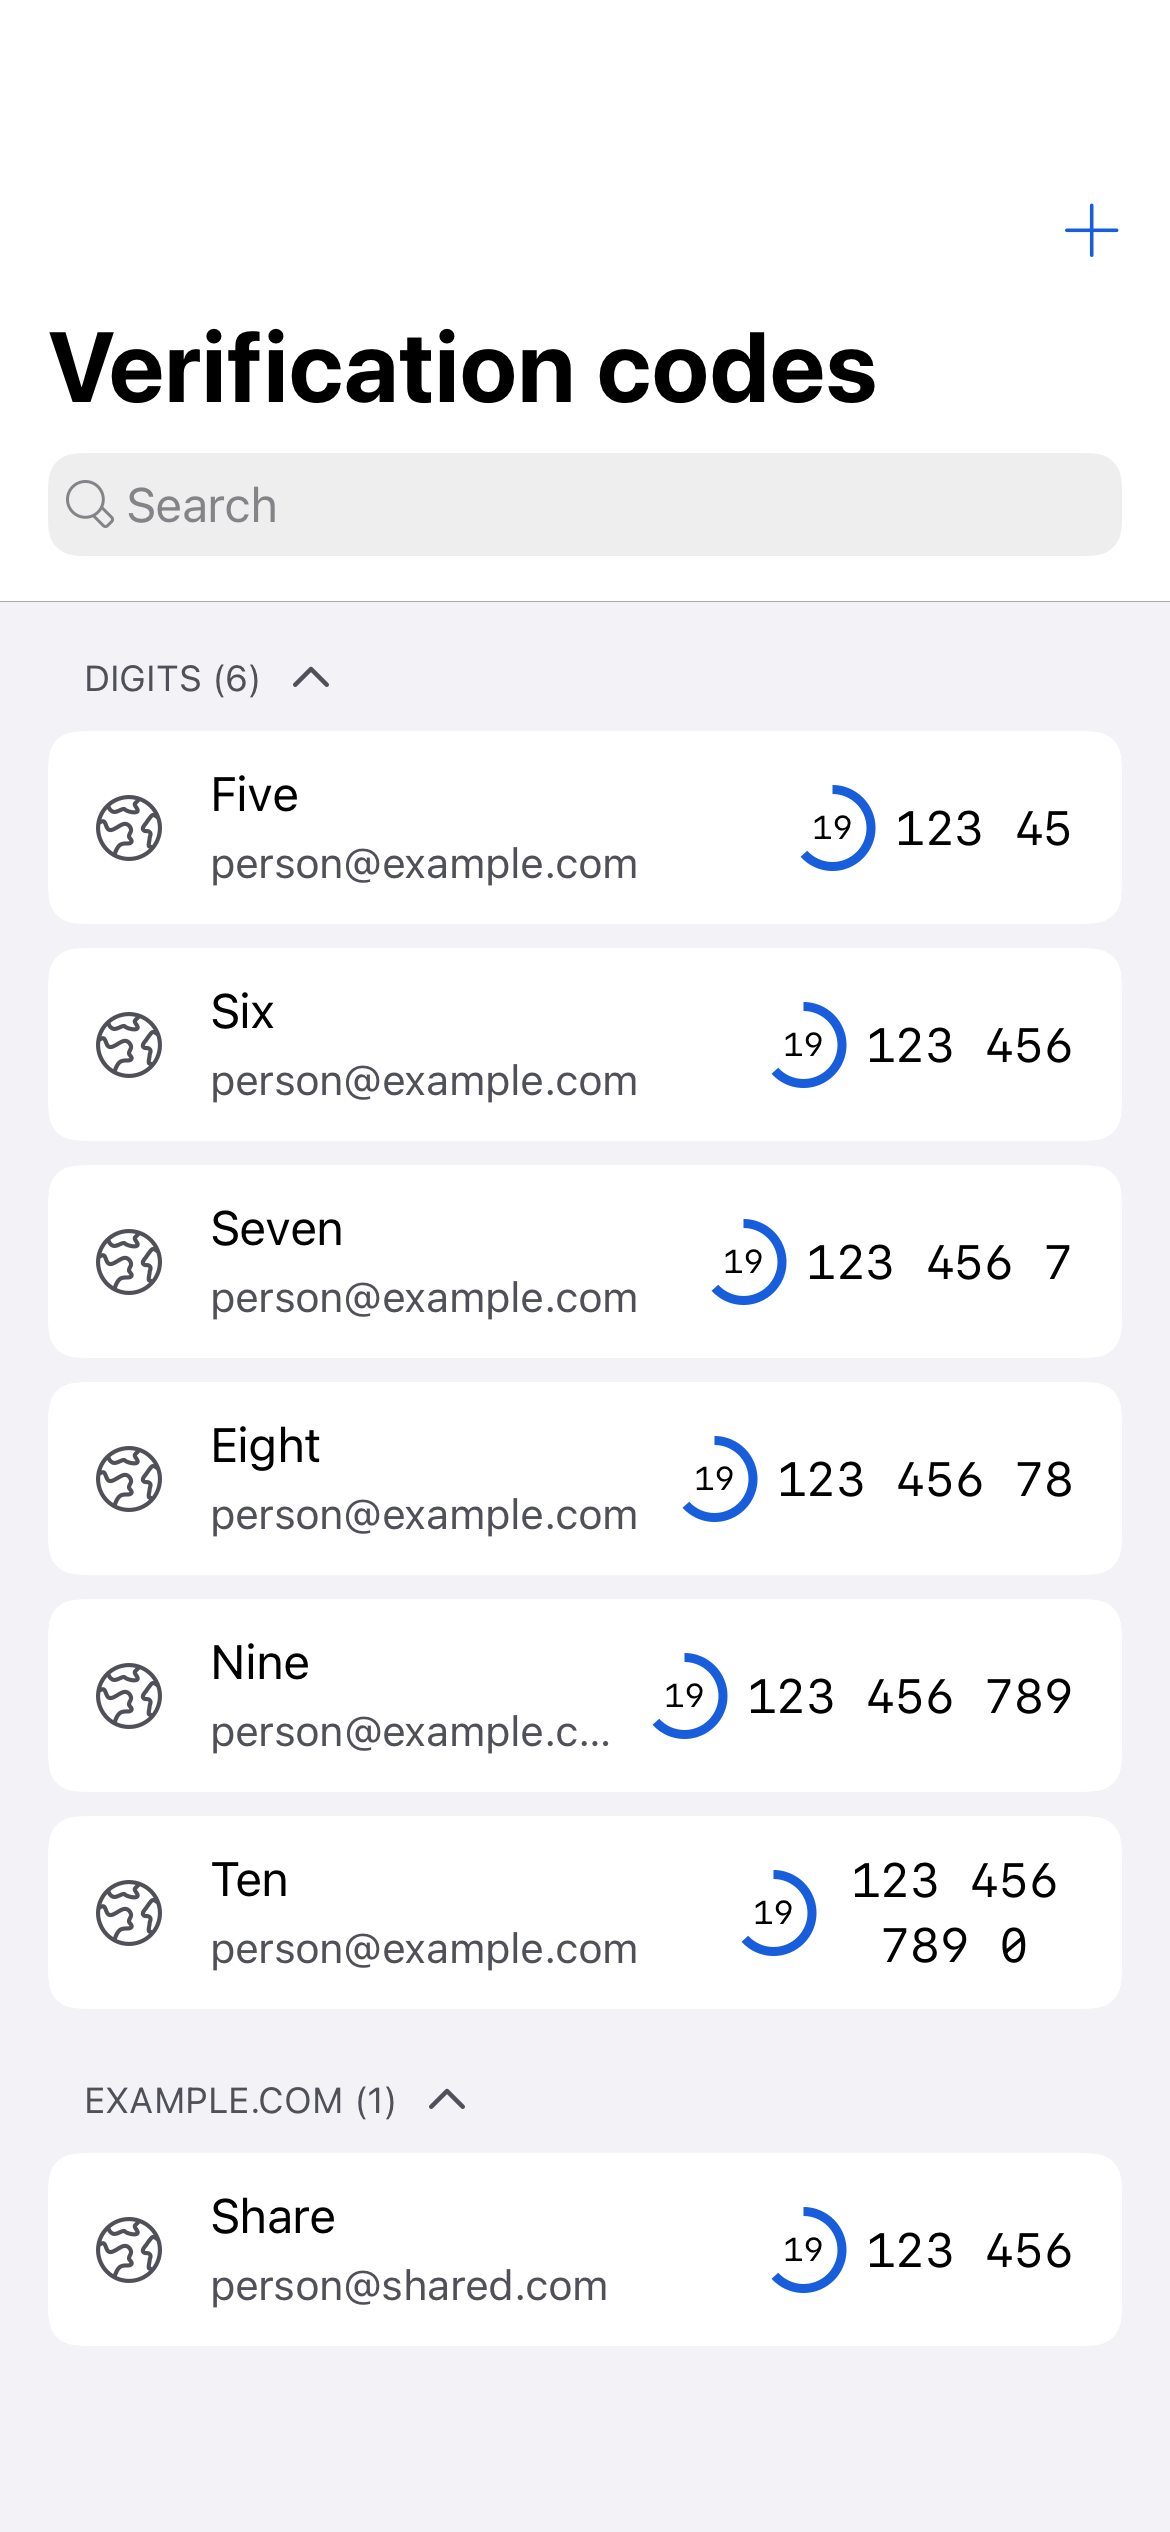 Verification codes
Search
DIGITS (6)
Five
person@example.com
19
123 45
Six
person@example.com
19
123 456
Seven
person@example.com
19
123 456 7
Eight
person@example.com
19
123 456 78
Nine
person@example.c...
19
123 456 789
Ten
person@example.com
19
123 456
789 0
EXAMPLE.COM (1)
Share
person@shared.com
19
123 456